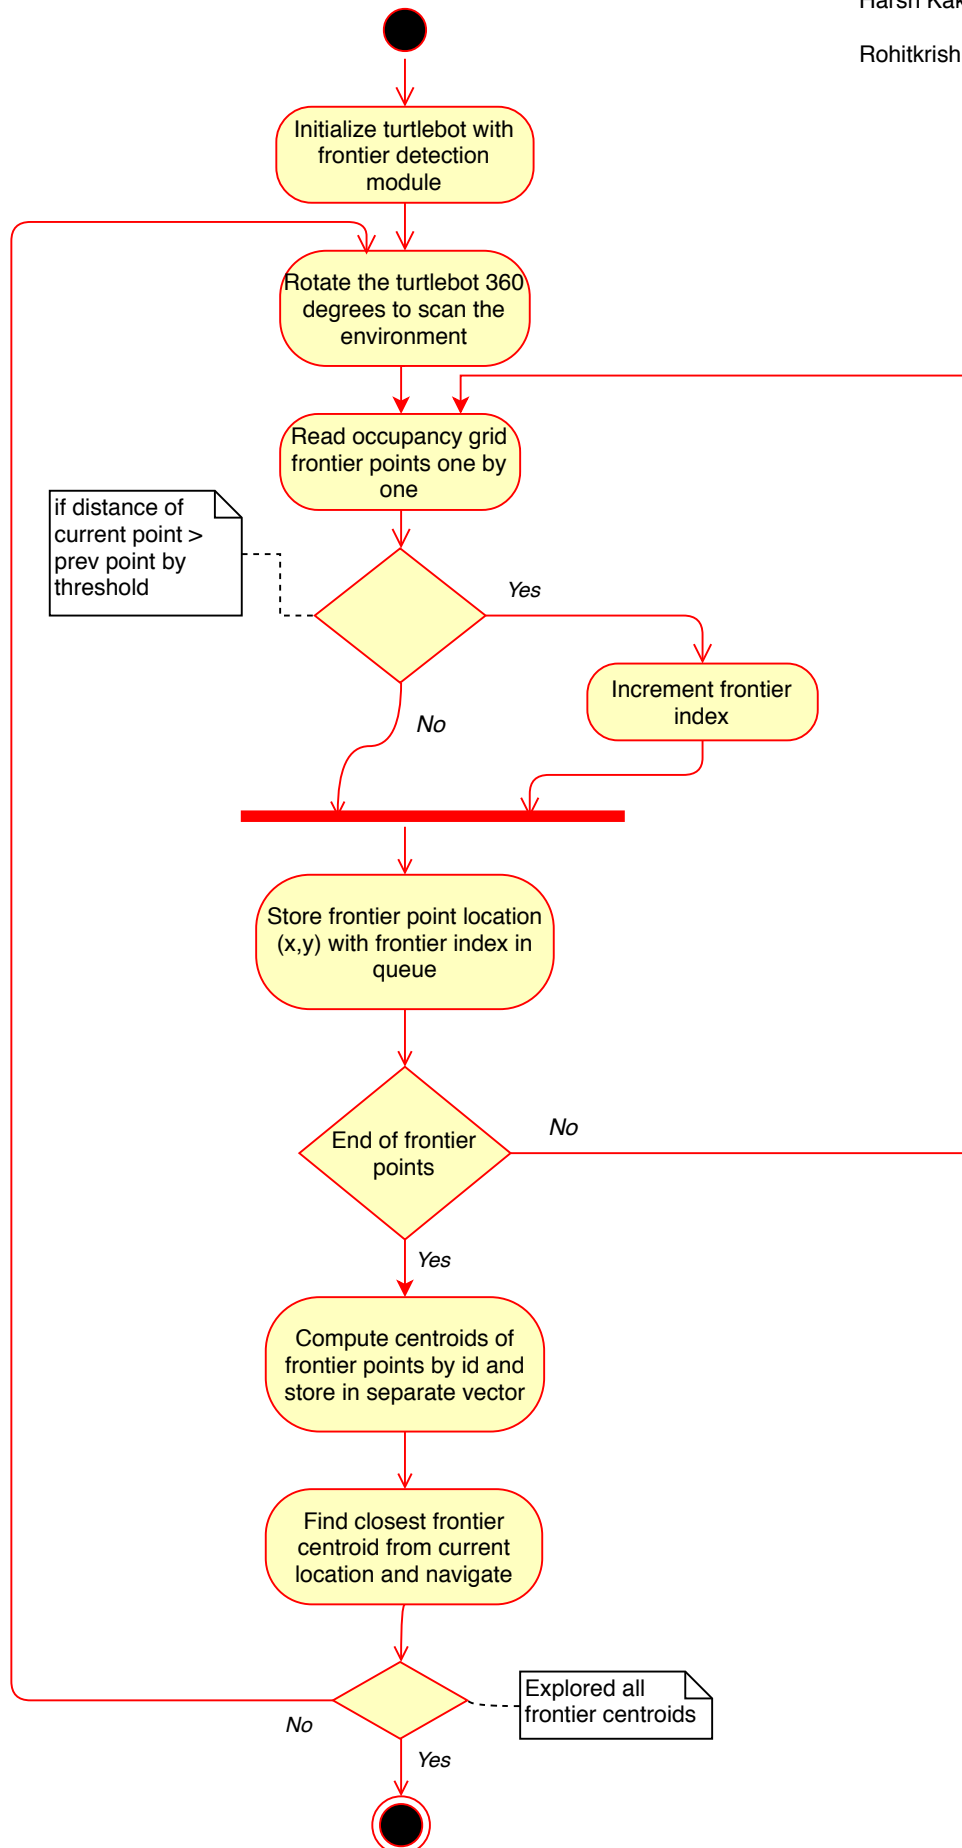 Harsh Kak
Rohitkrish
Initialize turtlebot with
frontier detection
module
Rotate the turtlebot 360
degrees to scan the
environment
Read occupancy grid
frontier points one by
one
if distance of
current point >
prev point by
threshold
Yes
Increment frontier
index
No
Store frontier point location
(x,y) with frontier index in
queue
End of frontier
points
No
Yes
Compute centroids of
frontier points by id and
store in separate vector
Find closest frontier
centroid from current
location and navigate
Explored all
frontier centroids
No
Yes